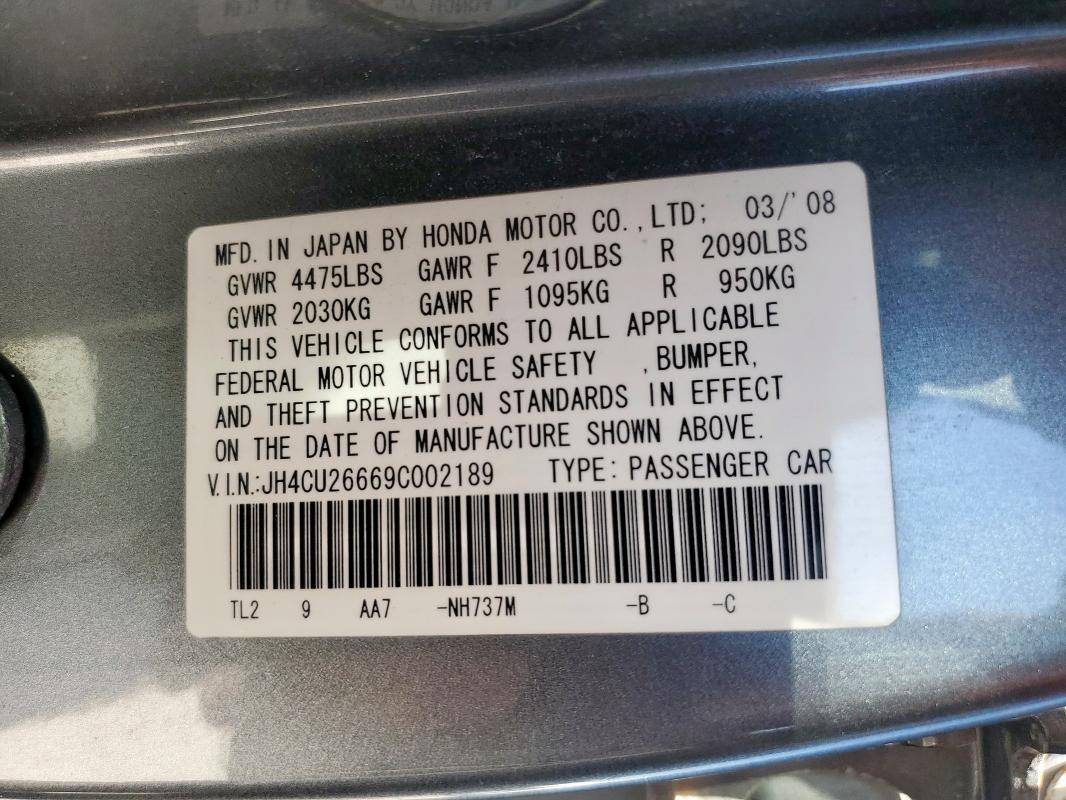 MFD. IN JAPAN BY HONDA MOTOR CO., LTD; 03/'08
GVWR 4475LBS GAWR F 2410LBS R 2090LBS
GVWR 2030KG GAWR F 1095KG R 950KG
THIS VEHICLE CONFORMS TO ALL APPLICABLE
FEDERAL MOTOR VEHICLE SAFETY , BUMPER,
AND THEFT PREVENTION STANDARDS IN EFFECT
ON THE DATE OF MANUFACTURE SHOWN ABOVE.
V.I.N.:JH4CU26669C002189 TYPE: PASSENGER CAR
TL2 9 AA7 -NH737M -B -C